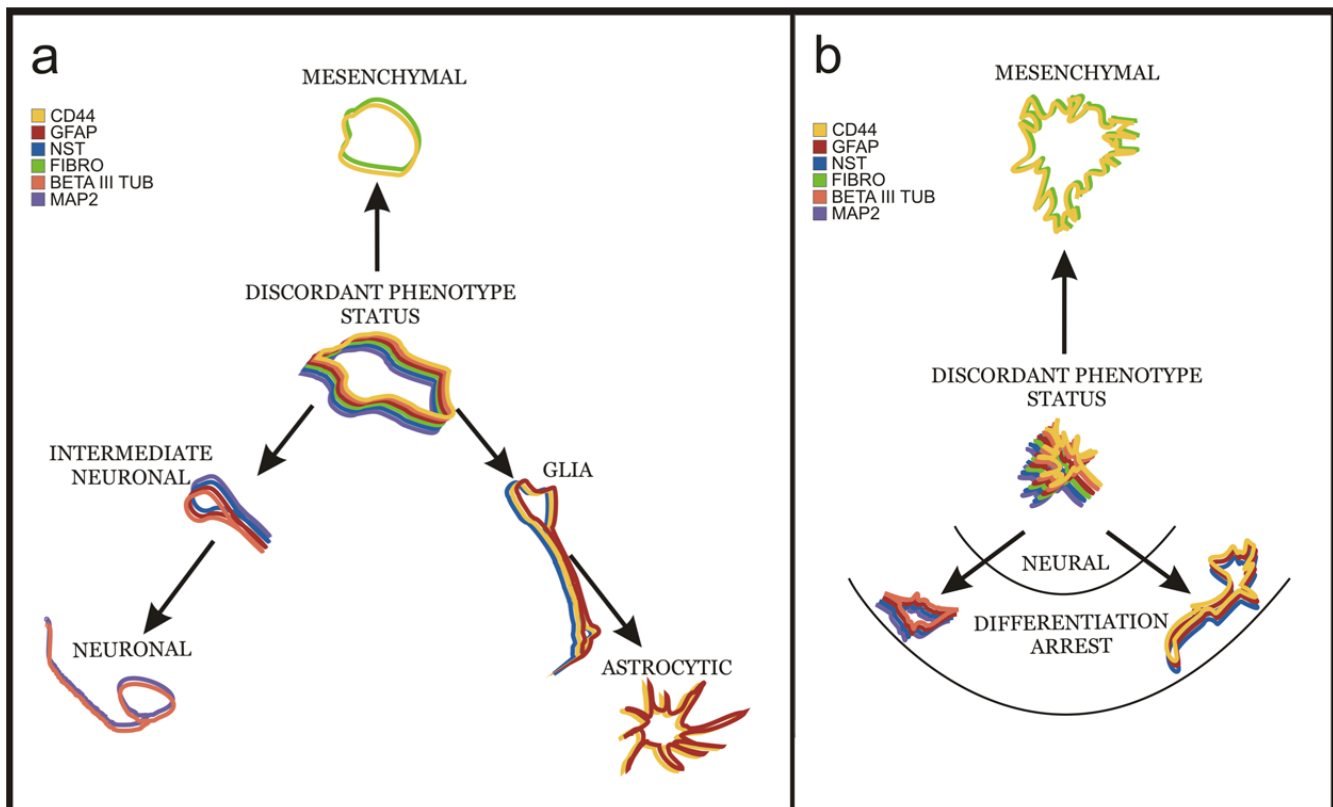 a
MESENCHYMAL
CD44
GFAP
NST
FIBRO
BETA III TUB
MAP2
DISCORDANT PHENOTYPE
STATUS
INTERMEDIATE
NEURONAL
GLIA
NEURONAL
ASTROCYTIC
b
MESENCHYMAL
CD44
GFAP
NST
FIBRO
BETA III TUB
MAP2
DISCORDANT PHENOTYPE
STATUS
NEURAL
DIFFERENTIATION
ARREST